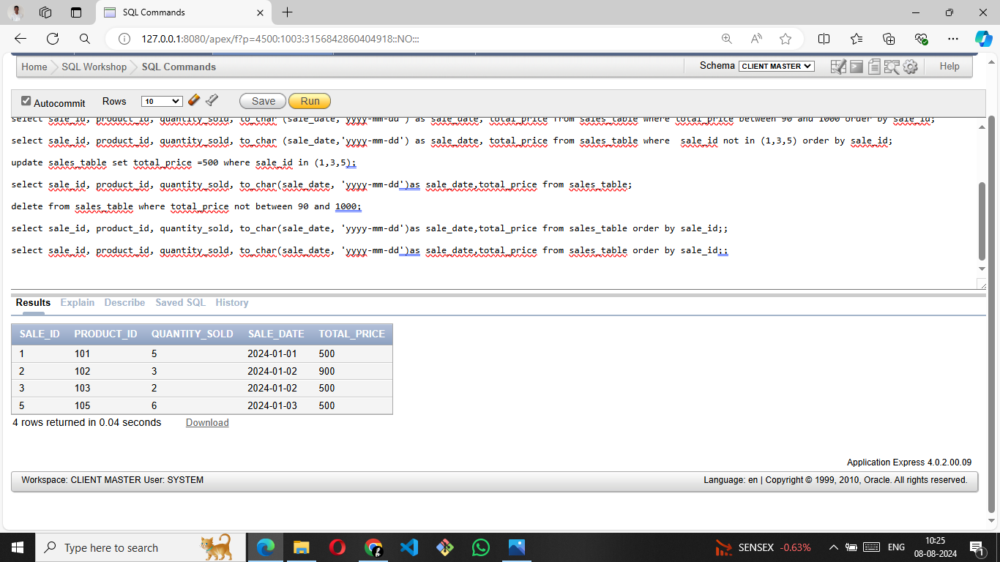 SQL Commands
127.0.0.1:8080/apex/f?p=4500:1003:3156842860404918::NO:::
Home SQL Workshop SQL Commands
Schema CLIENT MASTER Help
Autocommit Rows 10 Save Run
select sale_id, product_id, quantity_sold, to_char (sale_date,'yyyy-mm-dd') as sale_date, total_price from sales_table where total_price between 90 and 1000 order by sale_id;
select sale_id, product_id, quantity_sold, to_char (sale_date,'yyyy-mm-dd') as sale_date, total_price from sales_table where  sale_id not in (1,3,5) order by sale_id;
update sales_table set total_price =500 where sale_id in (1,3,5);
select sale_id, product_id, quantity_sold, to_char(sale_date, 'yyyy-mm-dd')as sale_date,total_price from sales_table;
delete from sales_table where total_price not between 90 and 1000;
select sale_id, product_id, quantity_sold, to_char(sale_date, 'yyyy-mm-dd')as sale_date,total_price from sales_table order by sale_id;;
select sale_id, product_id, quantity_sold, to_char(sale_date, 'yyyy-mm-dd')as sale_date,total_price from sales_table order by sale_id;;
Results Explain Describe Saved SQL History
SALE_ID PRODUCT_ID QUANTITY_SOLD SALE_DATE TOTAL_PRICE
1 101 5 2024-01-01 500
2 102 3 2024-01-02 900
3 103 2 2024-01-02 500
5 105 6 2024-01-03 500
4 rows returned in 0.04 seconds Download
Application Express 4.0.2.00.09
Workspace: CLIENT MASTER User: SYSTEM
Language: en | Copyright © 1999, 2010, Oracle. All rights reserved.
Type here to search
SENSEX -0.63%
ENG
10:25
08-08-2024
1